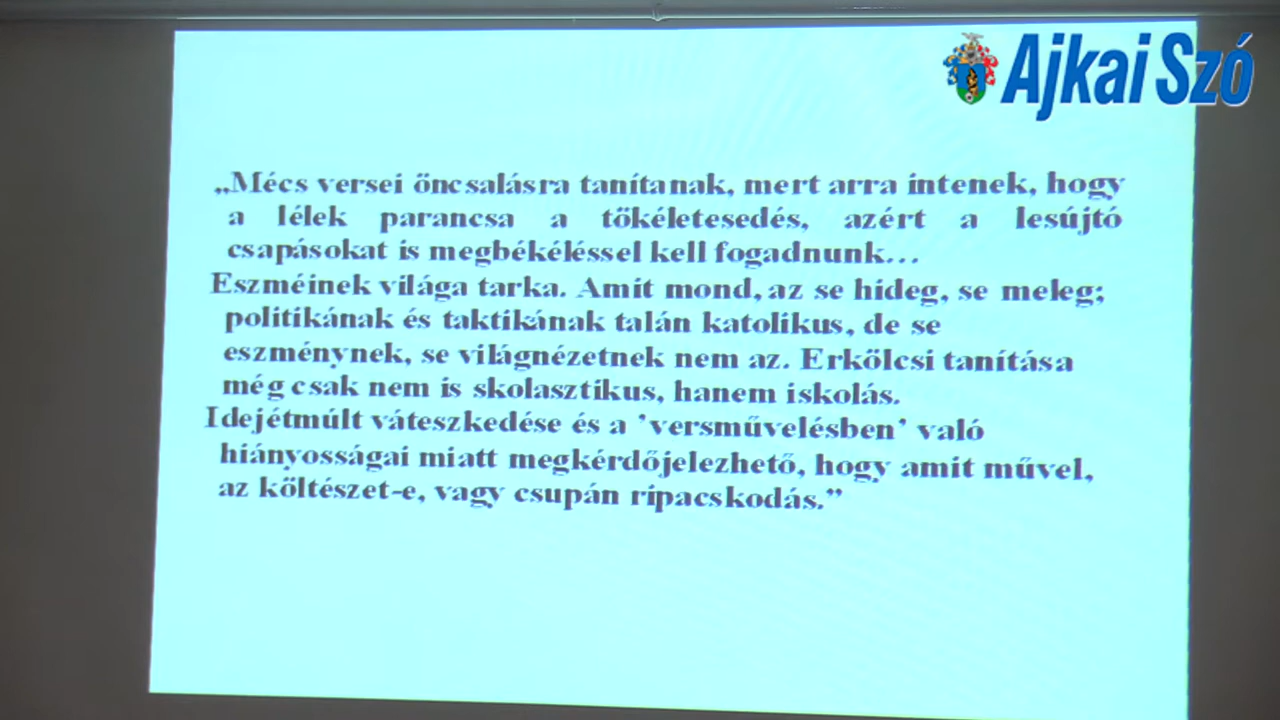 Ajkai Szó
„Mécs versei öncsalásra tanítanak, mert arra intenek, hogy
a lélek parancsa a tökéletesedés, azért a lesújtó
csapásokat is megbékéléssel kell fogadnunk…
Eszméinek világa tarka. Amit mond, az se hideg, se meleg;
politikának és taktikának talán katolikus, de se
eszménynek, se világnézetnek nem az. Erkölcsi tanítása
még csak nem is skolasztikus, hanem iskolás.
Idejétmúlt váteszkedése és a ’versművelésben’ való
hiányosságai miatt megkérdőjelezhető, hogy amit művel,
az költészet-e, vagy csupán ripacskodás.”